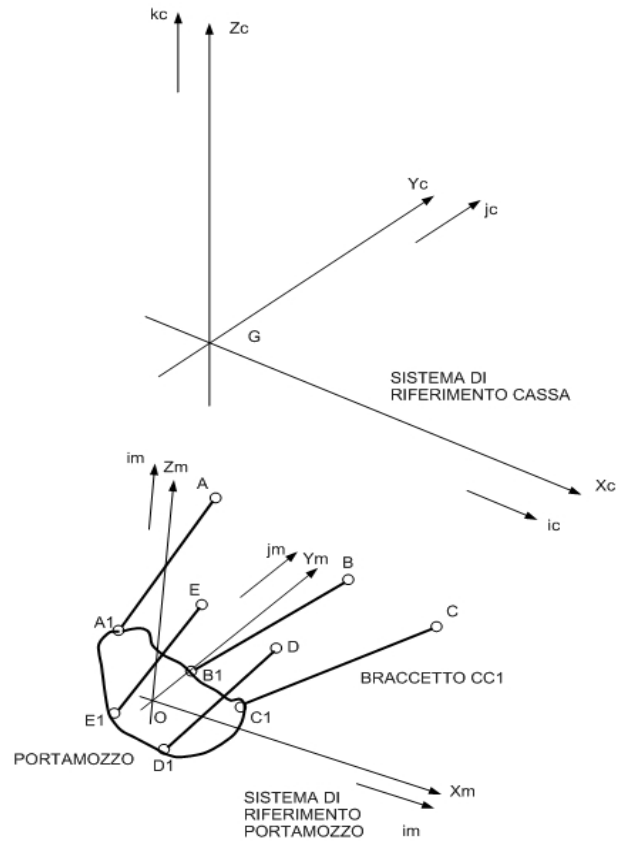 kc
Zc
Yc
jc
G
SISTEMA DI
RIFERIMENTO CASSA
Xc
ic
im
Zm
A
jm
Ym
B
E
C
A1
D
B1
BRACCETTO CC1
E1
O
C1
D1
PORTAMOZZO
Xm
SISTEMA DI
RIFERIMENTO
PORTAMOZZO
im